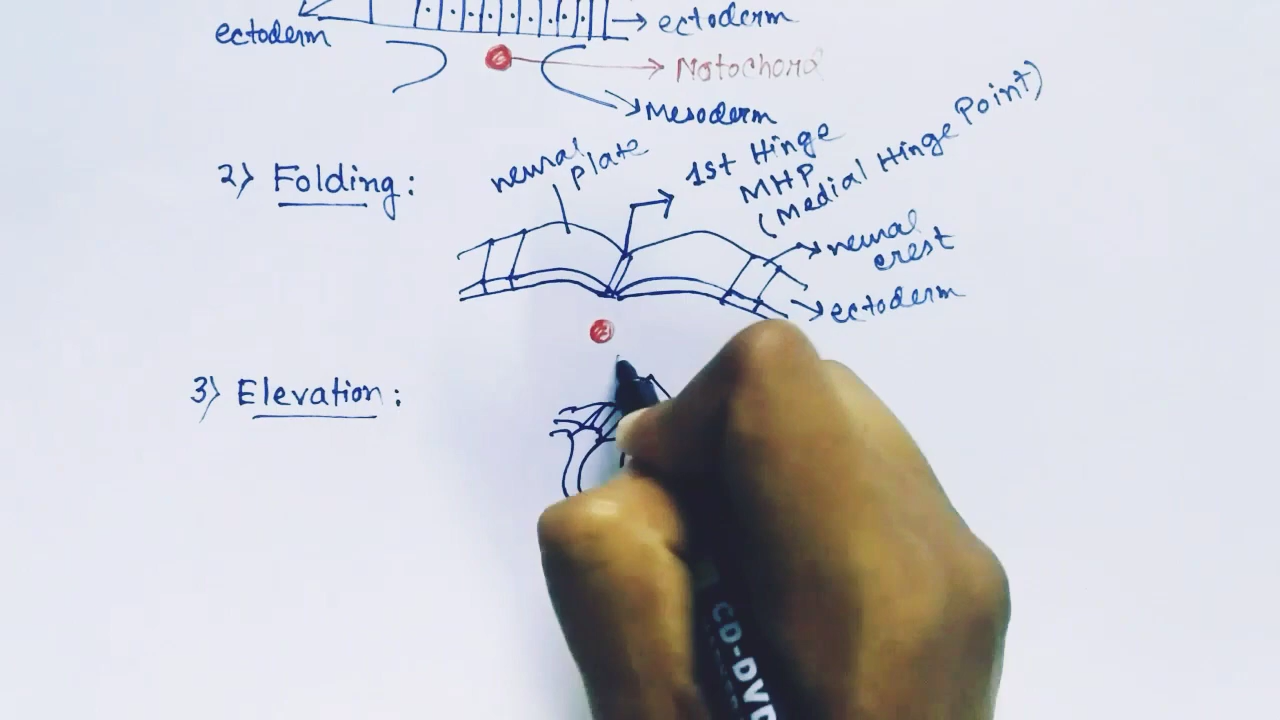 ectoderm
ectoderm
Notochord
Mesoderm
2) Folding:
neural
plate
1st Hinge
MHP
(Medial Hinge Point)
neural
crest
ectoderm
3) Elevation:
CD-DVD